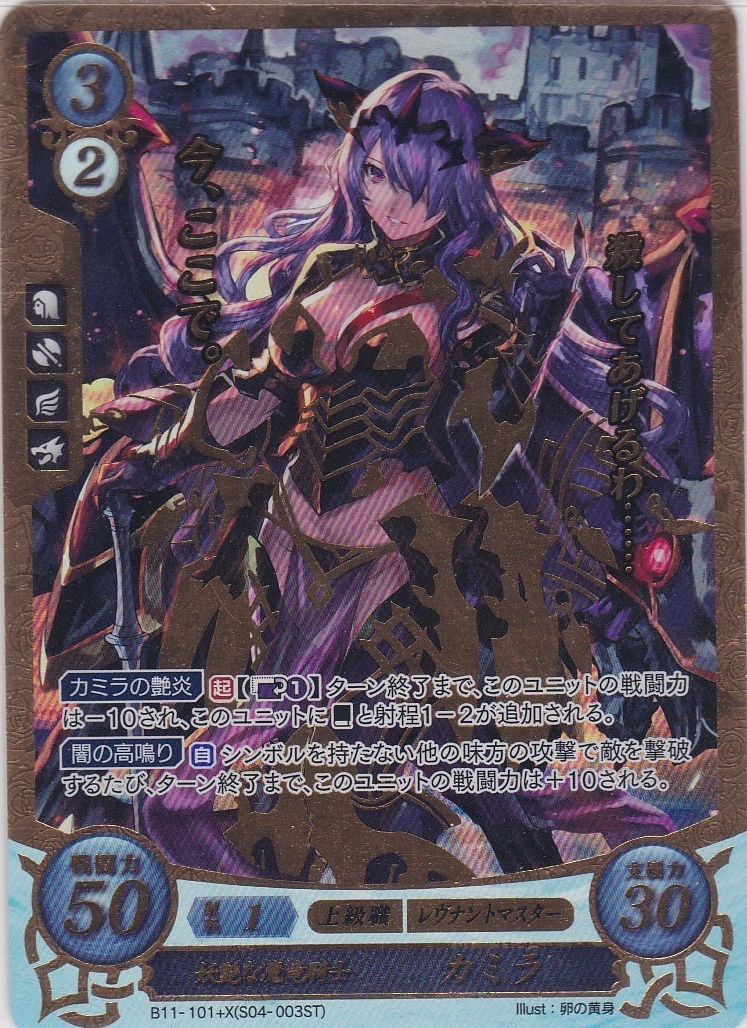 3
2
今、ここで。
殺してあげるわ……
カミラの艶炎 起【1】ターン終了まで、このユニットの戦闘力
は−10され、このユニットに と射程1−2が追加される。
闇の高鳴り 自 シンボルを持たない他の味方の攻撃で敵を撃破
するたび、ターン終了まで、このユニットの戦闘力は+10される。
戦闘力
50
射程 1
上級職 レヴナントマスター
支援力
30
妖艶な悪竜騎士 カミラ
B11-101+X(S04-003ST)
Illust：卵の黄身